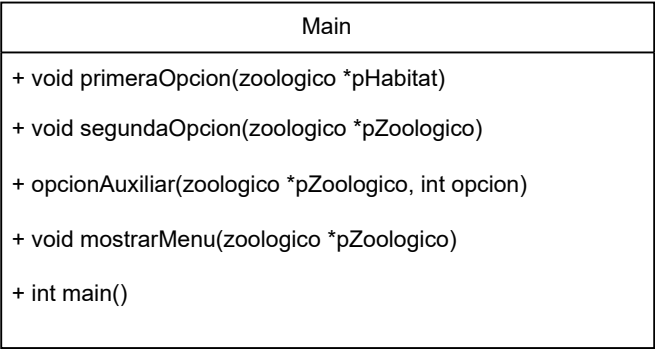 Main
+ void primeraOpcion(zoologico *pHabitat)
+ void segundaOpcion(zoologico *pZoologico)
+ opcionAuxiliar(zoologico *pZoologico, int opcion)
+ void mostrarMenu(zoologico *pZoologico)
+ int main()